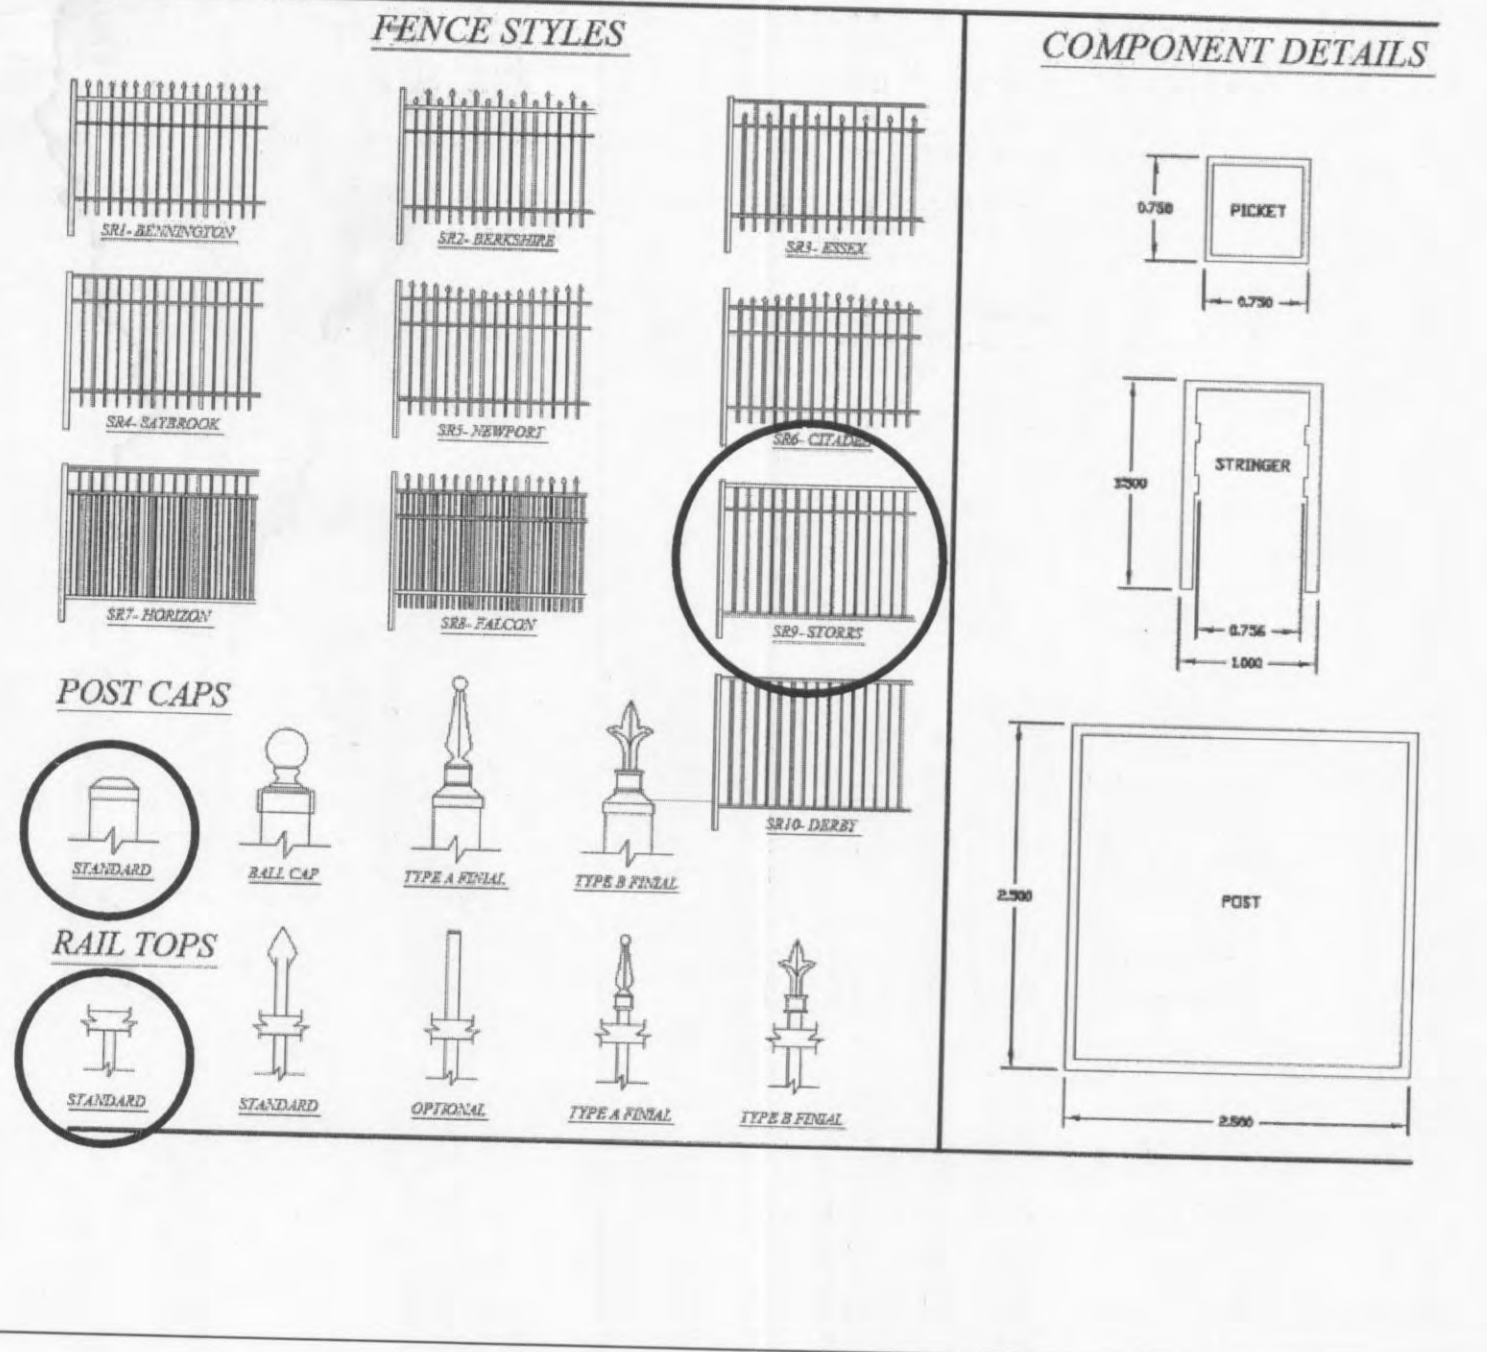 FENCE STYLES
SR1- BENNINGTON
SR2- BERKSHIRE
SR3- ESSEX
SR4- SAYBROOK
SR5- NEWPORT
SR6- CITADEL
SR7- HORIZON
SR8- FALCON
SR9- STORRS
SR10- DERBY
POST CAPS
STANDARD
BALL CAP
TYPE A FINIAL
TYPE B FINIAL
RAIL TOPS
STANDARD
STANDARD
OPTIONAL
TYPE A FINIAL
TYPE B FINIAL
COMPONENT DETAILS
0.750
PICKET
0.750
STRINGER
0.756
1.000
2.500
POST
2.500